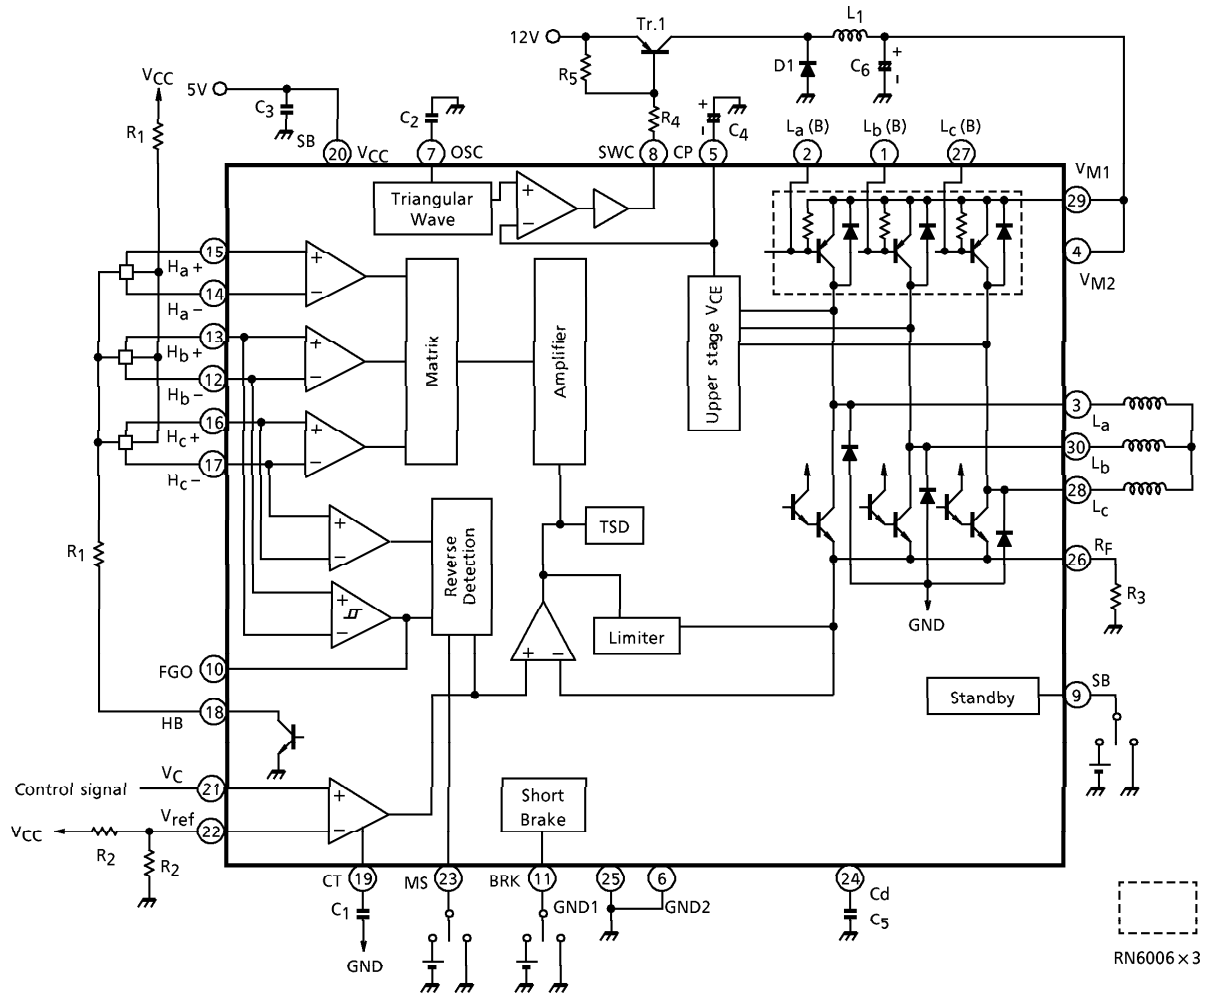 Tr.1
L1
12V
R5
D1
C6
+
-
VCC
5V
C3
SB
R1
C2
R4
+
-
C4
La (B)
Lb (B)
Lc (B)
20
VCC
7
OSC
SWC
8
CP
5
2
1
27
VM1
29
4
VM2
Triangular
Wave
+
−
15
Ha+
14
Ha−
13
Hb+
12
Hb−
16
Hc+
17
Hc−
+
−
+
−
+
−
Matrix
Amplifier
Upper stage VCE
3
La
30
Lb
28
Lc
R1
+
−
Reverse
Detection
TSD
+
−
Limiter
+
−
RF
26
R3
GND
FGO
10
HB
18
Standby
SB
9
Control signal
VC
21
Vref
22
VCC
R2
R2
+
−
Short
Brake
CT
19
MS
23
BRK
11
25
6
24
Cd
GND1
GND2
C1
C5
GND
RN6006×3